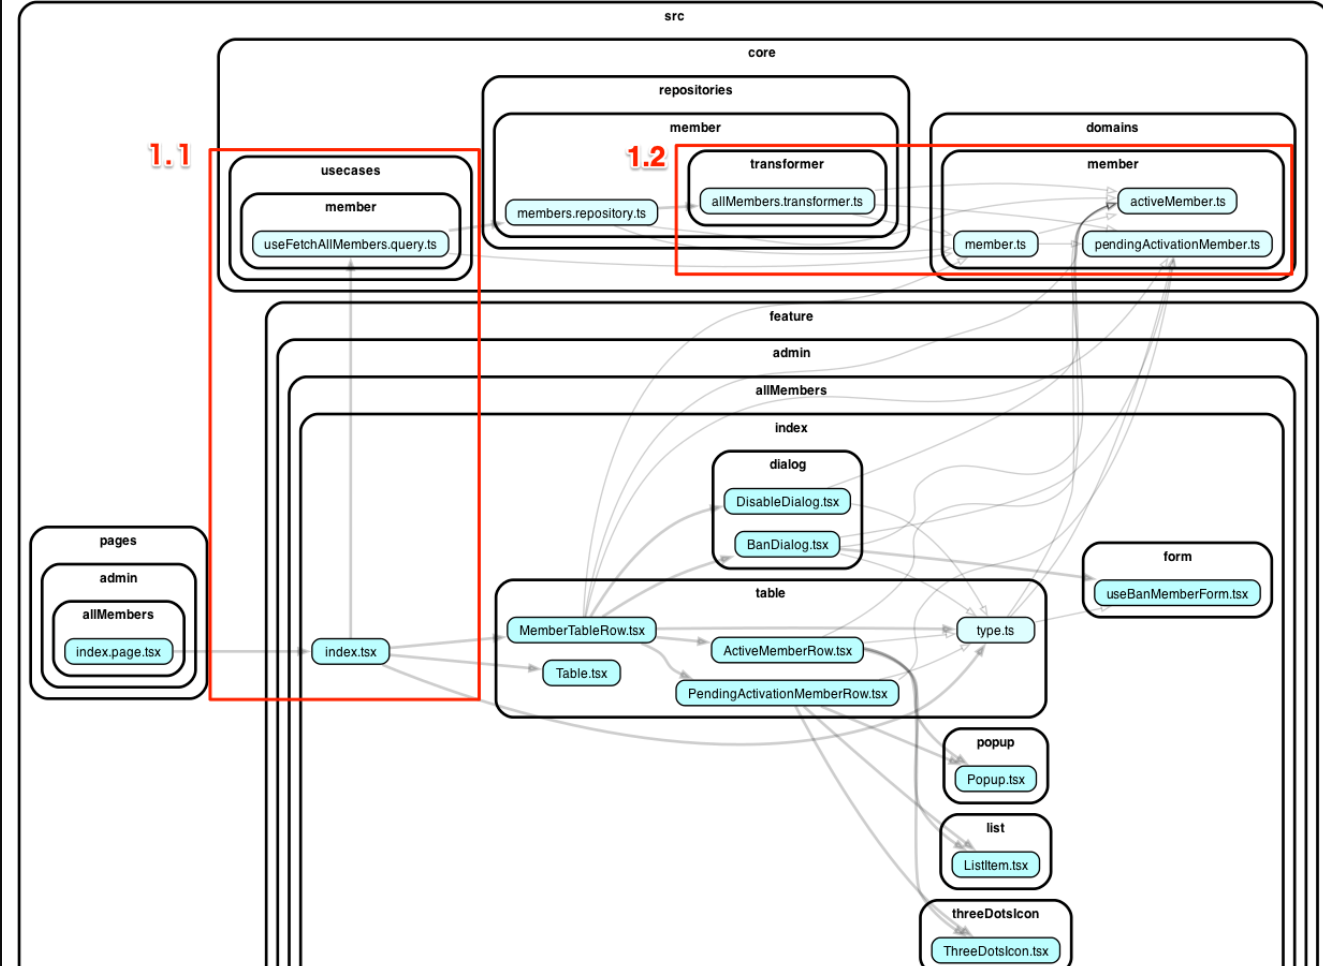 src
core
repositories
member
domains
1.1
1.2
usecases
transformer
member
member
allMembers.transformer.ts
activeMember.ts
members.repository.ts
useFetchAllMembers.query.ts
member.ts
pendingActivationMember.ts
feature
admin
allMembers
index
dialog
DisableDialog.tsx
BanDialog.tsx
pages
admin
allMembers
index.page.tsx
index.tsx
form
useBanMemberForm.tsx
table
MemberTableRow.tsx
type.ts
ActiveMemberRow.tsx
Table.tsx
PendingActivationMemberRow.tsx
popup
Popup.tsx
list
ListItem.tsx
threeDotsIcon
ThreeDotsIcon.tsx